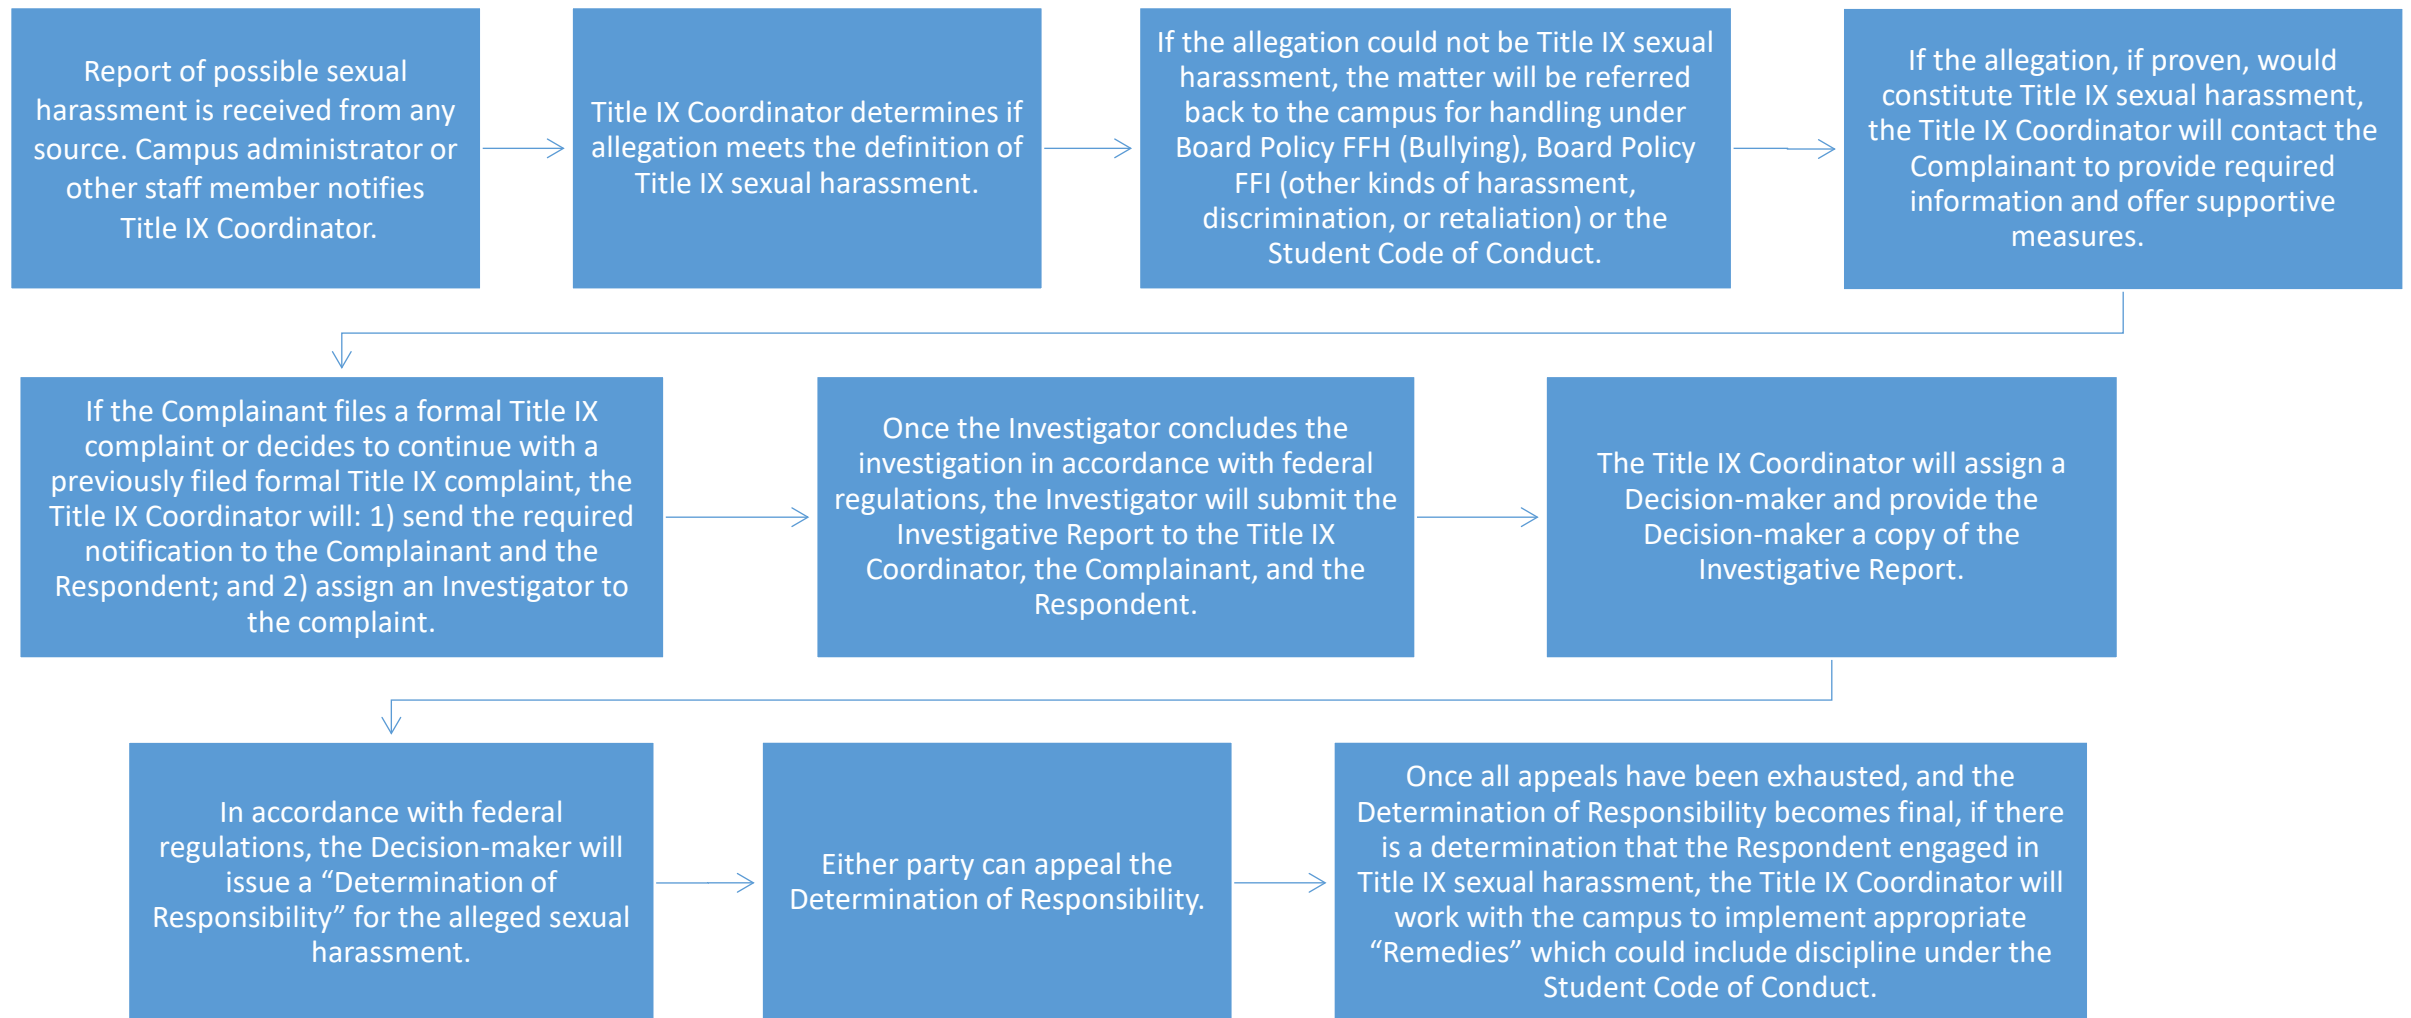 Report of possible sexual
harassment is received from any
source. Campus administrator or
other staff member notifies
Title IX Coordinator.
Title IX Coordinator determines if
allegation meets the definition of
Title IX sexual harassment.
If the allegation could not be Title IX sexual
harassment, the matter will be referred
back to the campus for handling under
Board Policy FFH (Bullying), Board Policy
FFI (other kinds of harassment,
discrimination, or retaliation) or the
Student Code of Conduct.
If the allegation, if proven, would
constitute Title IX sexual harassment,
the Title IX Coordinator will contact the
Complainant to provide required
information and offer supportive
measures.
If the Complainant files a formal Title IX
complaint or decides to continue with a
previously filed formal Title IX complaint, the
Title IX Coordinator will: 1) send the required
notification to the Complainant and the
Respondent; and 2) assign an Investigator to
the complaint.
Once the Investigator concludes the
investigation in accordance with federal
regulations, the Investigator will submit the
Investigative Report to the Title IX
Coordinator, the Complainant, and the
Respondent.
The Title IX Coordinator will assign a
Decision-maker and provide the
Decision-maker a copy of the
Investigative Report.
In accordance with federal
regulations, the Decision-maker will
issue a “Determination of
Responsibility” for the alleged sexual
harassment.
Either party can appeal the
Determination of Responsibility.
Once all appeals have been exhausted, and the
Determination of Responsibility becomes final, if there
is a determination that the Respondent engaged in
Title IX sexual harassment, the Title IX Coordinator will
work with the campus to implement appropriate
“Remedies” which could include discipline under the
Student Code of Conduct.